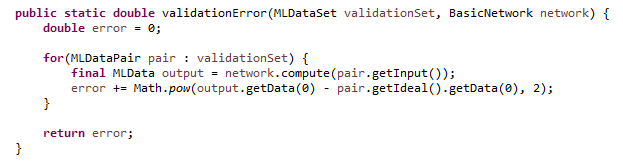 public static double validationError(MLDataSet validationSet, BasicNetwork network) {
    double error = 0;

    for(MLDataPair pair : validationSet) {
        final MLData output = network.compute(pair.getInput());
        error += Math.pow(output.getData(0) - pair.getIdeal().getData(0), 2);
    }

    return error;
}